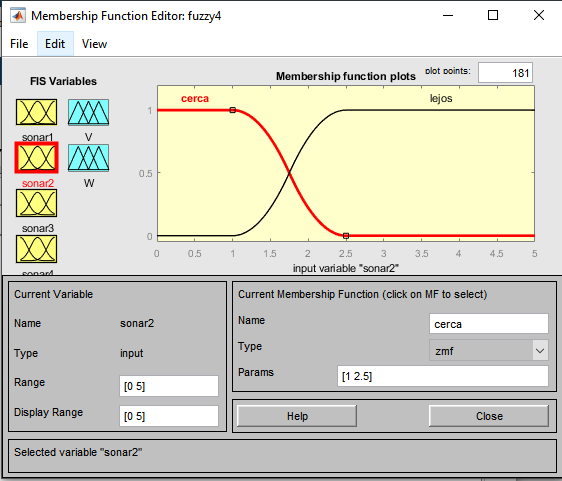 Membership Function Editor: fuzzy4
File Edit View
FIS Variables
sonar1 V
sonar2 W
sonar3
sonar4
Membership function plots
plot points: 181
cerca lejos
1
0.5
0
0 0.5 1 1.5 2 2.5 3 3.5 4 4.5 5
input variable "sonar2"
Current Variable
Name sonar2
Type input
Range [0 5]
Display Range [0 5]
Current Membership Function (click on MF to select)
Name cerca
Type zmf
Params [1 2.5]
Help Close
Selected variable "sonar2"